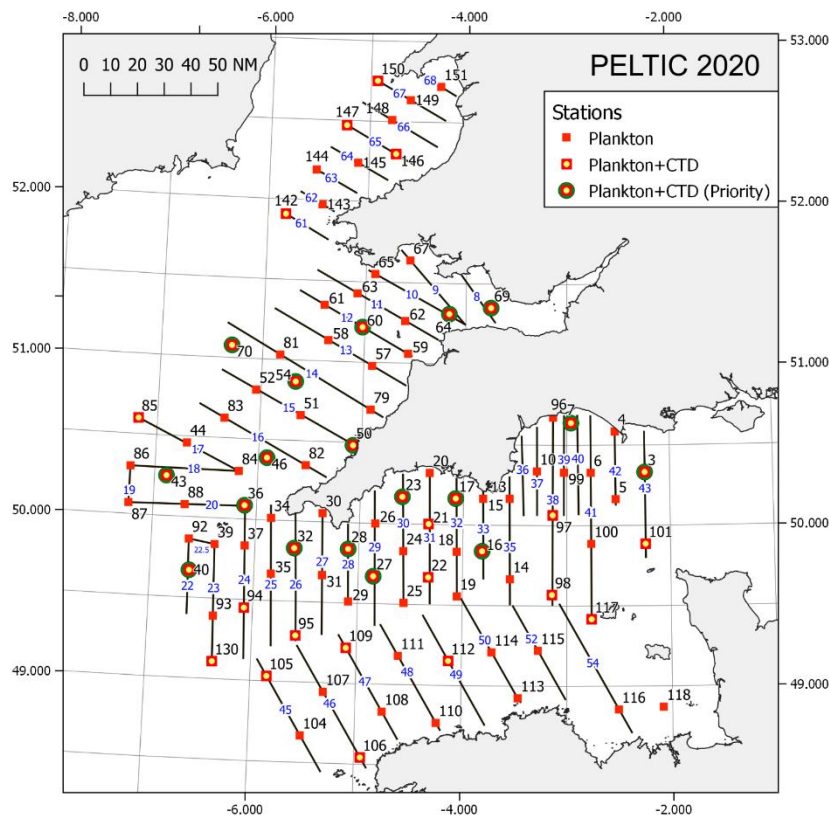 -8.000 -6.000 -4.000 -2.000
53.000
0 10 20 30 40 50 NM
PELTIC 2020
Stations
Plankton
Plankton+CTD
Plankton+CTD (Priority)
150 68 151
67 149
147 148 66
65
146
52.000 52.000
144 64 145
63
142 62 143
61
67
65
9
63 10 8 69
61 11
12 60 62 64
58
81 13 59
70 57
51.000 51.000
54 14
52 79
51
15
85 83
50
44 16
17 82
86 84 46
18
43
19 88 36
20
87
96 7 4
20
23 17 13 10 39 40 6 3
36 37 99 42
15 5 43
30 38
34 26 21 41
50.000 50.000
92 39 37 32 28 30 31 32 33 97 100 101
22.5 29 24 18 16 35
27 28
40 35 27 22 14
22 23 24 25 26 31 29 25 19 98
94
93 117
95
109 111 112 50 114 52 115
130
49.000 49.000
105 107 47 48 49 54
45 46 108 110 113 116 118
104
106
-6.000 -4.000 -2.000